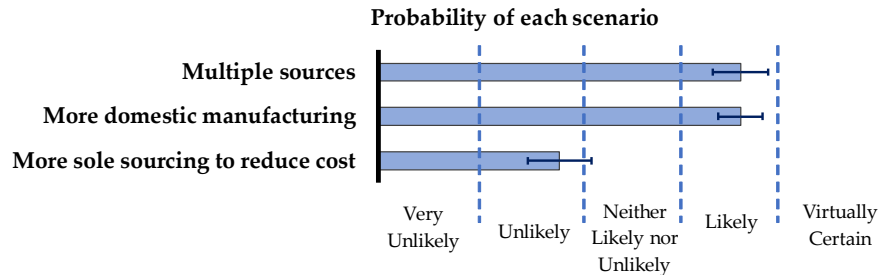 Probability of each scenario
Multiple sources
More domestic manufacturing
More sole sourcing to reduce cost
Very
Unlikely
Unlikely
Neither
Likely nor
Unlikely
Likely
Virtually
Certain